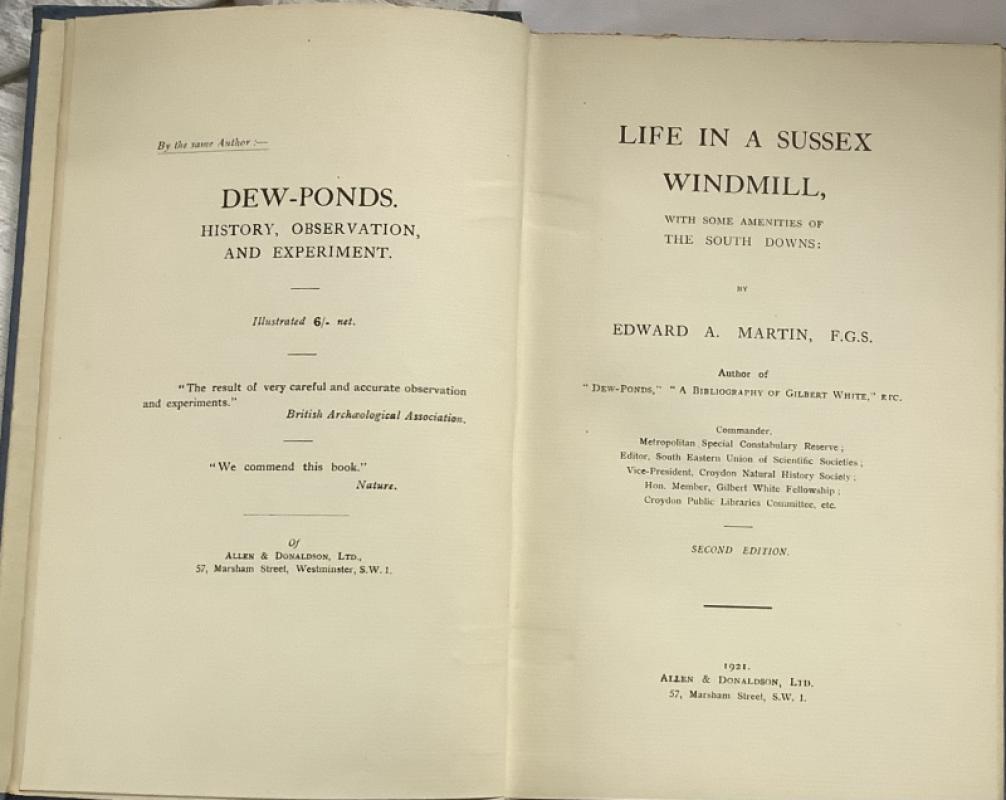 By the same Author :—
DEW-PONDS.
HISTORY, OBSERVATION,
AND EXPERIMENT.
Illustrated 6/- net.
"The result of very careful and accurate observation
and experiments."
British Archæological Association.
"We commend this book."
Nature.
Of
ALLEN & DONALDSON, LTD.,
57, Marsham Street, Westminster, S.W. 1.
LIFE IN A SUSSEX
WINDMILL,
WITH SOME AMENITIES OF
THE SOUTH DOWNS:
BY
EDWARD A. MARTIN, F.G.S.
Author of
"DEW-PONDS," "A BIBLIOGRAPHY OF GILBERT WHITE," ETC.
Commander,
Metropolitan Special Constabulary Reserve ;
Editor, South Eastern Union of Scientific Societies ;
Vice-President, Croydon Natural History Society ;
Hon. Member, Gilbert White Fellowship ;
Croydon Public Libraries Committee, etc.
SECOND EDITION.
1921.
ALLEN & DONALDSON, LTD.
57, Marsham Street, S.W. 1.